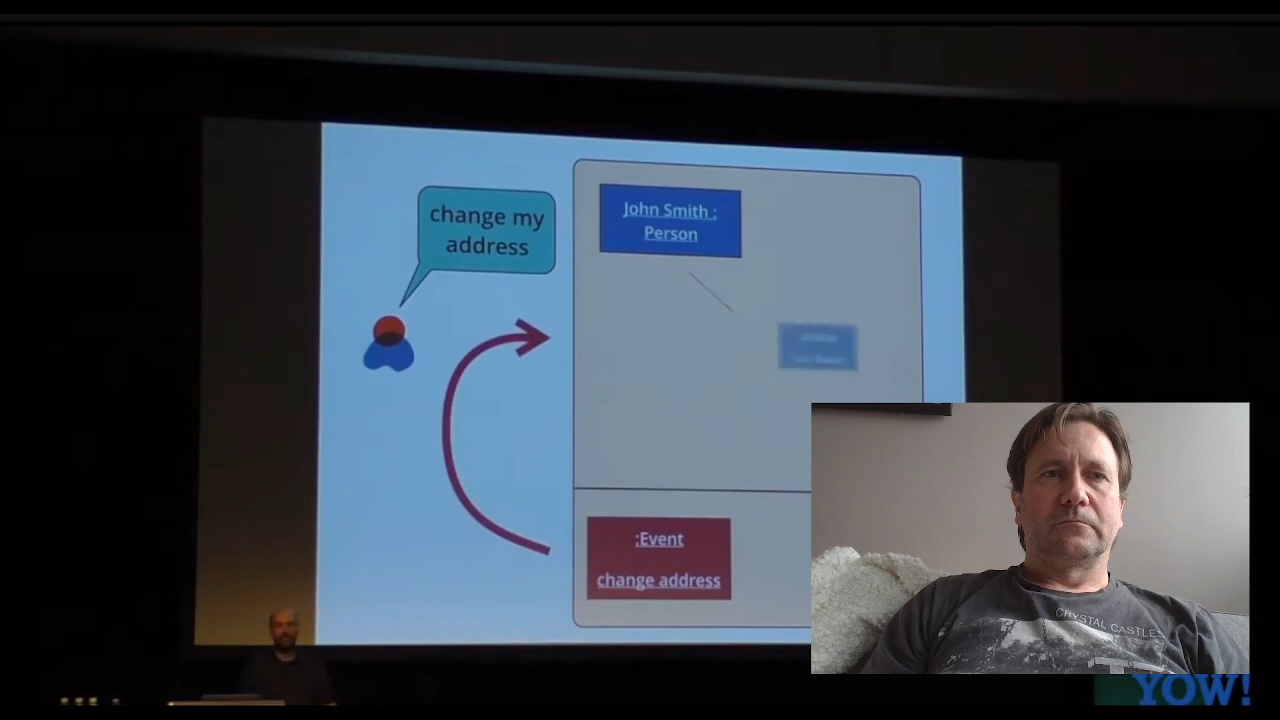 change my
address
John Smith :
Person
:Event
change address
CRYSTAL CASTLES
YOW!